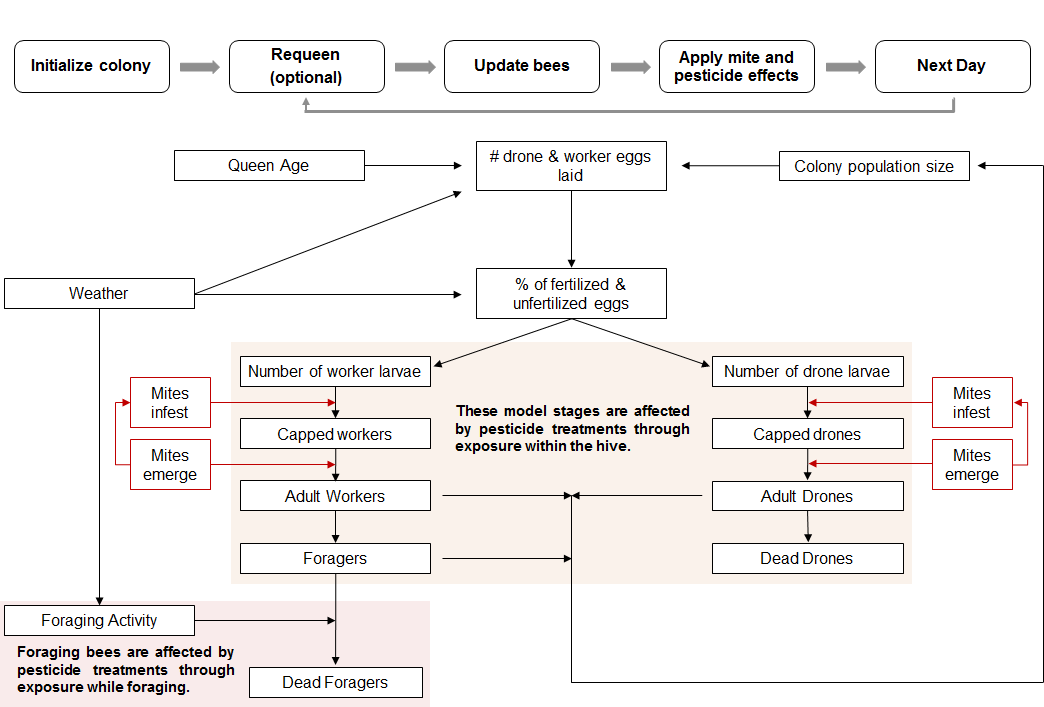 Initialize colony
Requeen
(optional)
Update bees
Apply mite and
pesticide effects
Next Day
Queen Age
# drone & worker eggs
laid
Colony population size
Weather
% of fertilized &
unfertilized eggs
Number of worker larvae
Number of drone larvae
Mites
infest
These model stages are affected
by pesticide treatments through
exposure within the hive.
Mites
infest
Capped workers
Capped drones
Mites
emerge
Mites
emerge
Adult Workers
Adult Drones
Foragers
Dead Drones
Foraging Activity
Foraging bees are affected by
pesticide treatments through
exposure while foraging.
Dead Foragers